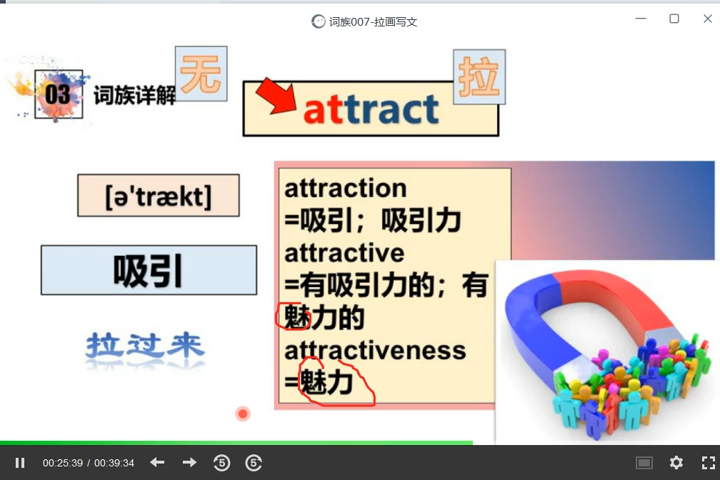 词族007-拉画写文
无
拉
03
词族详解
attract
[ə'trækt]
吸引
拉过来
attraction
=吸引；吸引力
attractive
=有吸引力的；有
魅力的
attractiveness
=魅力
00:25:39 / 00:39:34
5
5